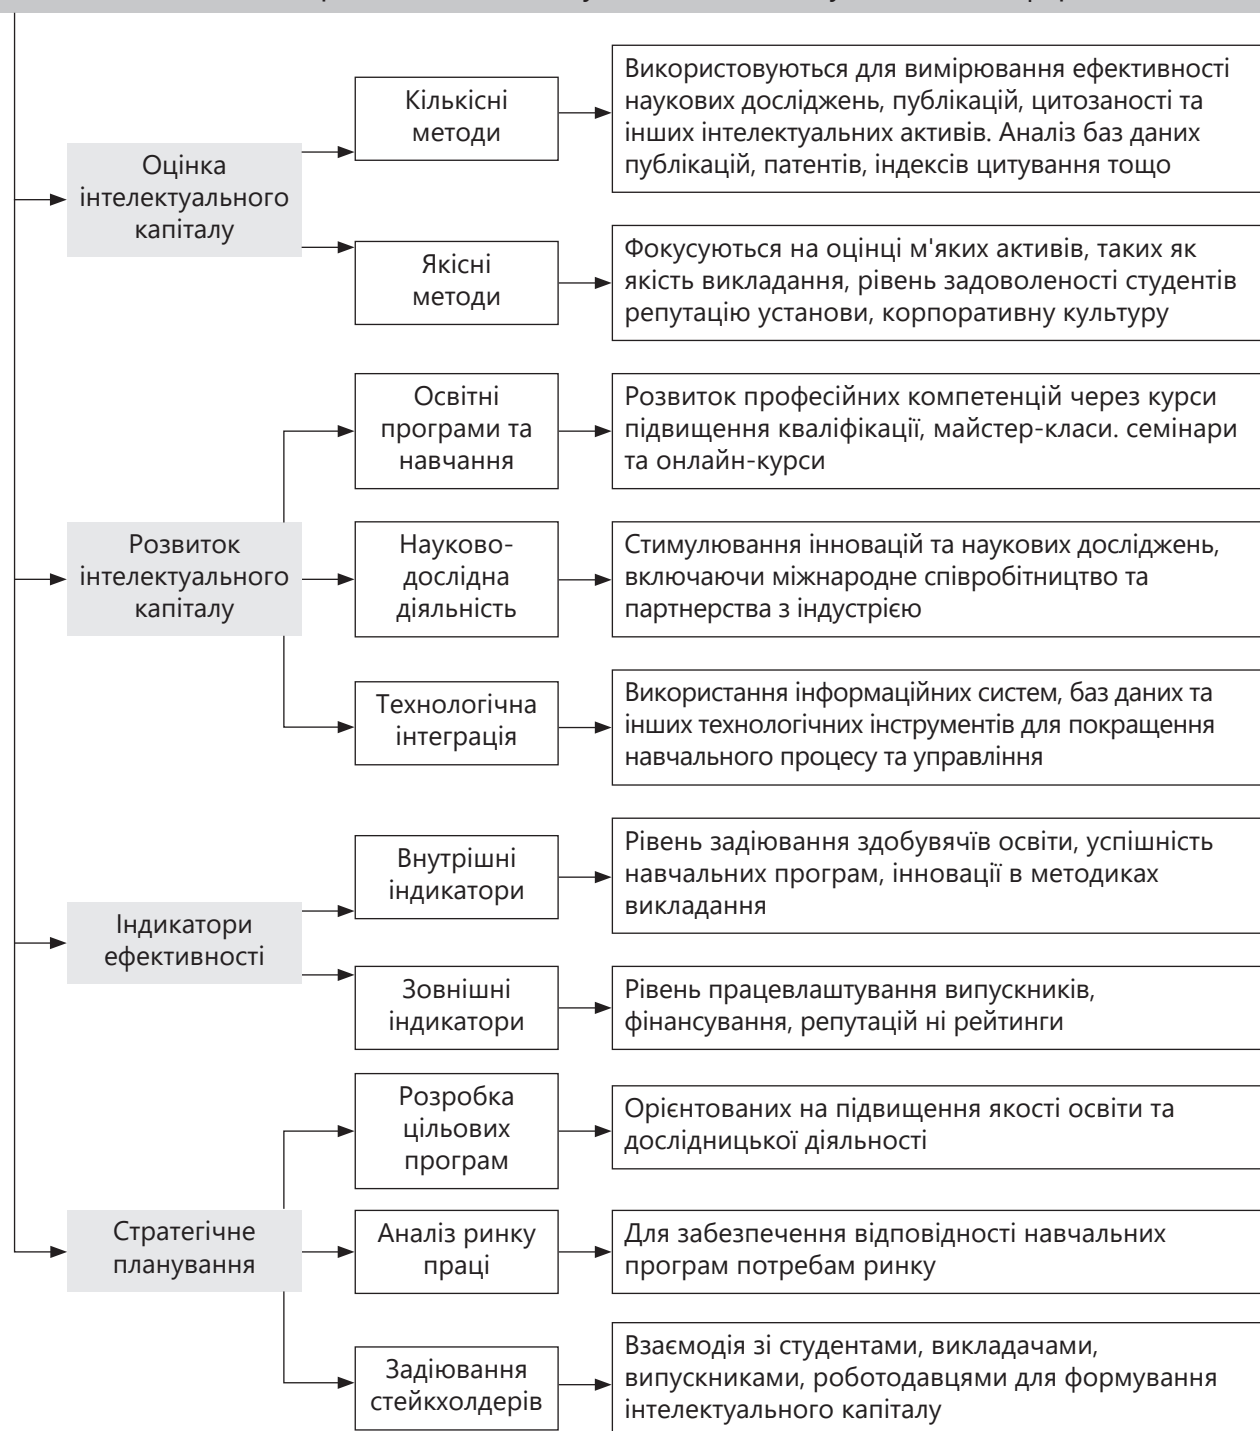 Оцінка
інтелектуального
капіталу
Кількісні
методи
Використовуються для вимірювання ефективності
наукових досліджень, публікацій, цитозаності та
інших інтелектуальних активів. Аналіз баз даних
публікацій, патентів, індексів цитування тощо
Якісні
методи
Фокусуються на оцінці м'яких активів, таких як
якість викладання, рівень задоволеності студентів
репутацію установи, корпоративну культуру
Розвиток
інтелектуального
капіталу
Освітні
програми та
навчання
Розвиток професійних компетенцій через курси
підвищення кваліфікації, майстер-класи. семінари
та онлайн-курси
Науково-
дослідна
діяльність
Стимулювання інновацій та наукових досліджень,
включаючи міжнародне співробітництво та
партнерства з індустрією
Технологічна
інтеграція
Використання інформаційних систем, баз даних та
інших технологічних інструментів для покращення
навчального процесу та управління
Індикатори
ефективності
Внутрішні
індикатори
Рівень задіювання здобувячїв освіти, успішність
навчальних програм, інновації в методиках
викладання
Зовнішні
індикатори
Рівень працевлаштування випускників,
фінансування, репутацій ні рейтинги
Стратегічне
планування
Розробка
цільових
програм
Орієнтованих на підвищення якості освіти та
дослідницької діяльності
Аналіз ринку
праці
Для забезпечення відповідності навчальних
програм потребам ринку
Задіювання
стейкхолдерів
Взаємодія зі студентами, викладачами,
випускниками, роботодавцями для формування
інтелектуального капіталу